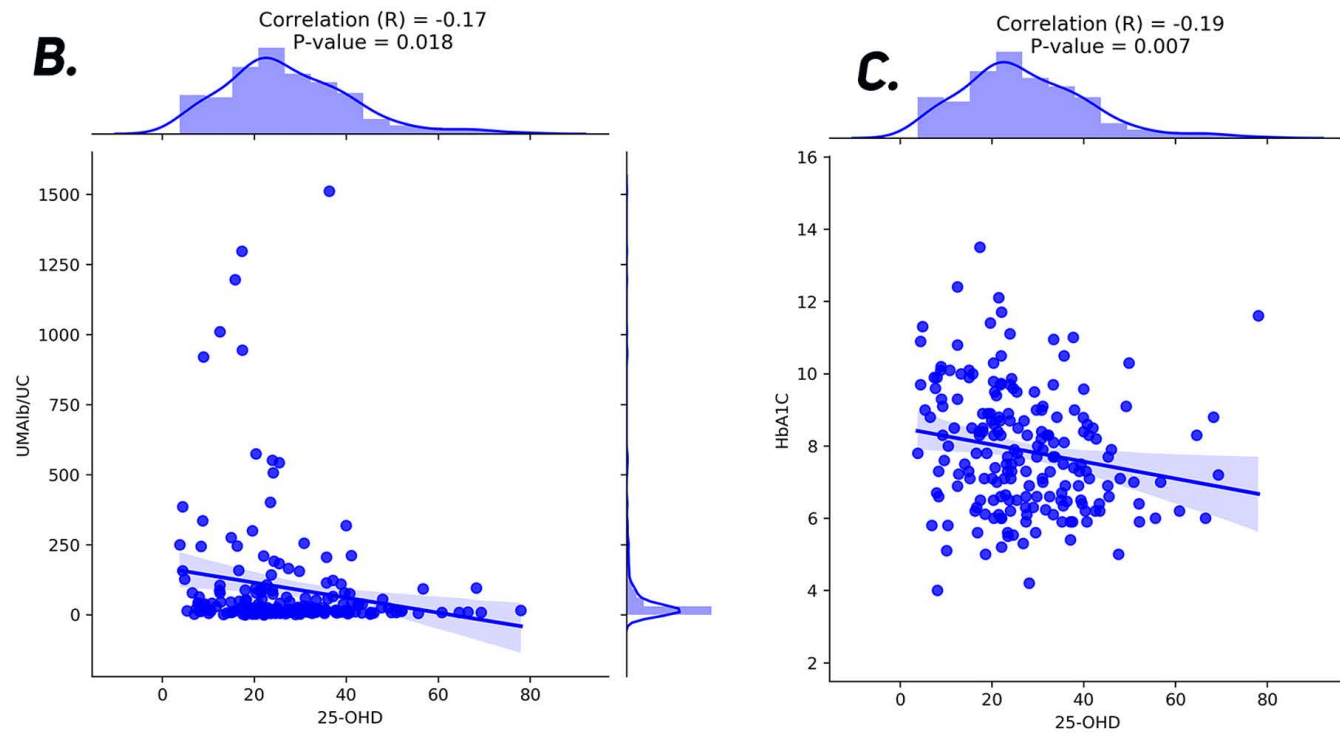 B.
Correlation (R) = -0.17
P-value = 0.018
1500
1250
1000
750
500
250
0
UMAlb/UC
0 20 40 60 80
25-OHD
C.
Correlation (R) = -0.19
P-value = 0.007
16
14
12
10
8
6
4
2
HbA1C
0 20 40 60 80
25-OHD